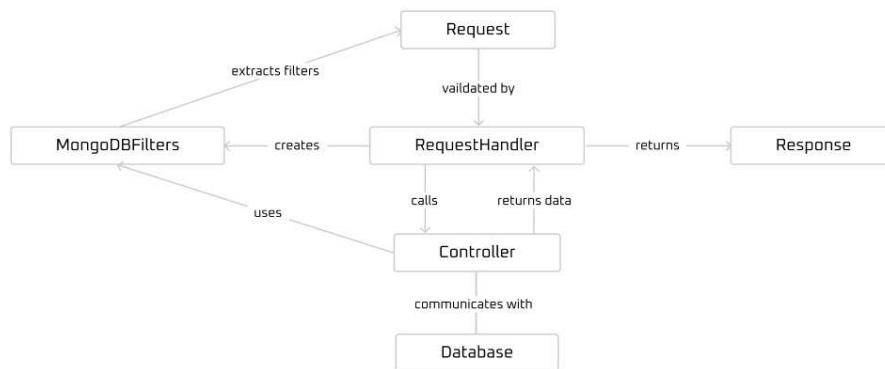 Request
extracts filters
vaildated by
MongoDBFilters
creates
RequestHandler
returns
Response
calls
returns data
uses
Controller
communicates with
Database